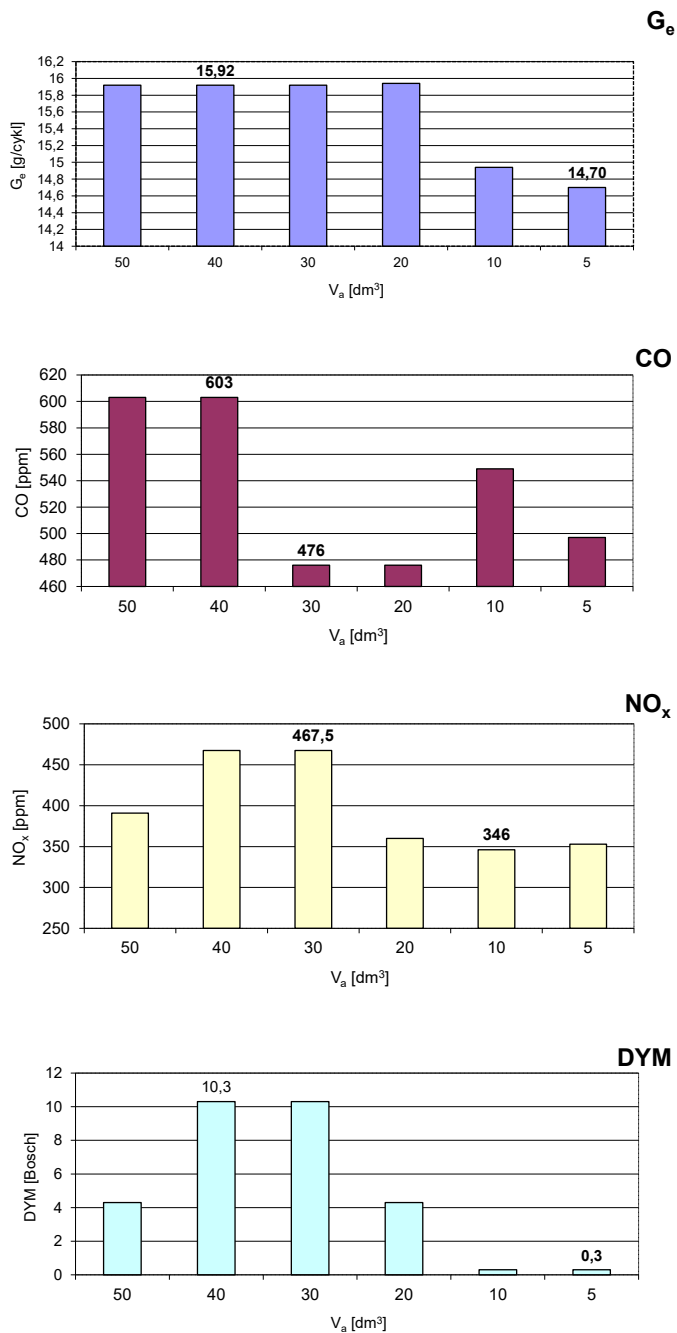 Gₑ
16,2
16
15,8
15,6
15,4
15,2
15
14,8
14,6
14,4
14,2
14
Gₑ [g/cykl]
15,92
14,70
50 40 30 20 10 5
Vₐ [dm³]
CO
620
600
580
560
540
520
500
480
460
CO [ppm]
603
476
50 40 30 20 10 5
Vₐ [dm³]
NOₓ
500
450
400
350
300
250
NOₓ [ppm]
467,5
346
50 40 30 20 10 5
Vₐ [dm³]
DYM
12
10
8
6
4
2
0
DYM [Bosch]
10,3
0,3
50 40 30 20 10 5
Vₐ [dm³]